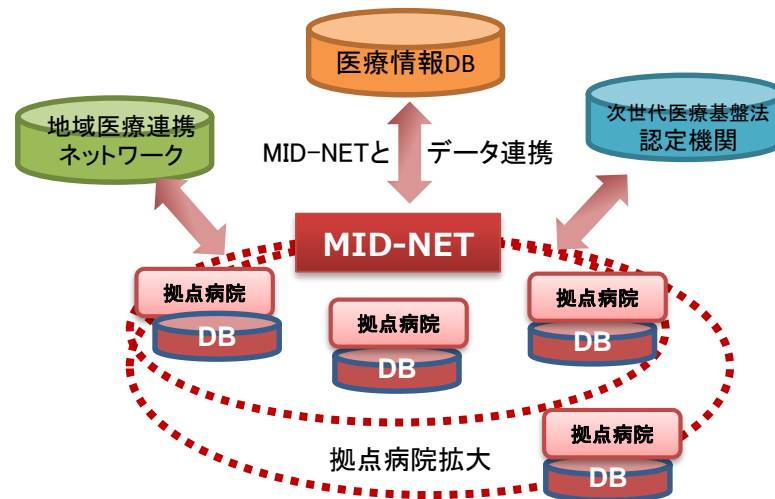 医療情報DB
地域医療連携
ネットワーク
次世代医療基盤法
認定機関
MID-NETと データ連携
MID-NET
拠点病院
DB
拠点病院
DB
拠点病院
DB
拠点病院
DB
拠点病院拡大